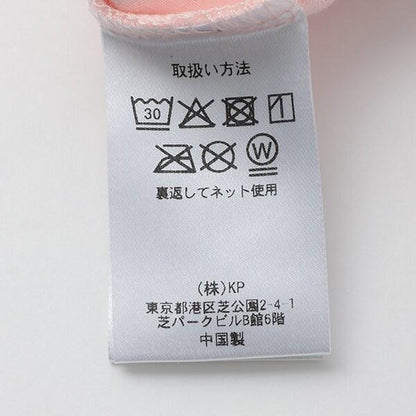 取扱い方法
30
W
裏返してネット使用
(株)KP
東京都港区芝公園2-4-1
芝パークビルB館6階
中国製